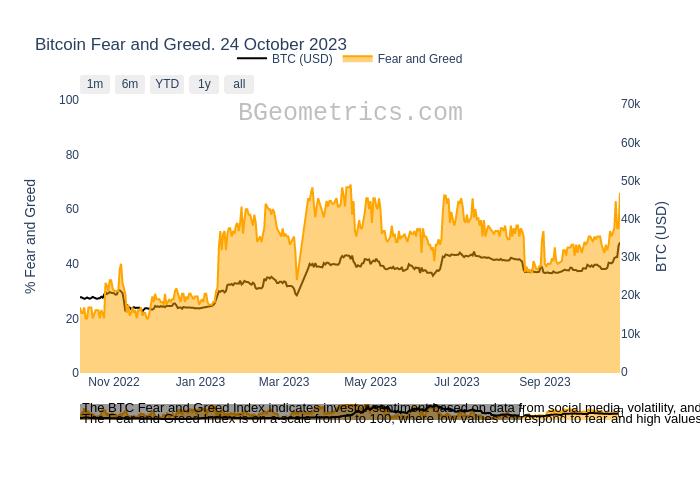 Bitcoin Fear and Greed. 24 October 2023
BTC (USD) Fear and Greed
1m 6m YTD 1y all
BGeometrics.com
100
80
60
40
20
0
% Fear and Greed
70k
60k
50k
40k
30k
20k
10k
0
BTC (USD)
Nov 2022 Jan 2023 Mar 2023 May 2023 Jul 2023 Sep 2023
The BTC Fear and Greed Index indicates investor sentiment based on data from social media, volatility, and
The Fear and Greed Index is on a scale from 0 to 100, where low values correspond to fear and high values